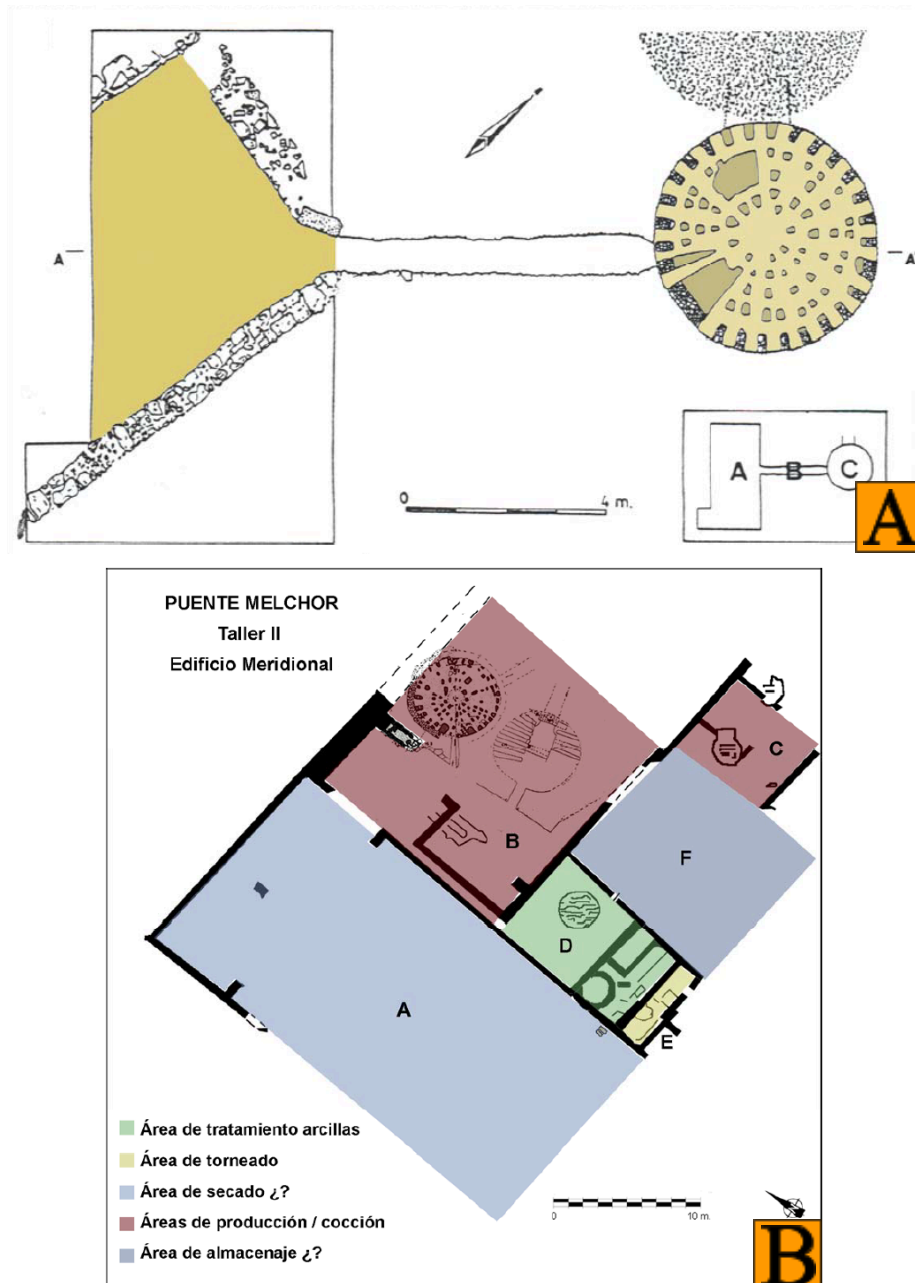 A
A'
0
4 m.
A
B
C
A
PUENTE MELCHOR
Taller II
Edificio Meridional
C
B
F
D
A
E
Área de tratamiento arcillas
Área de torneado
Área de secado ¿?
Áreas de producción / cocción
Área de almacenaje ¿?
0
10 m.
B